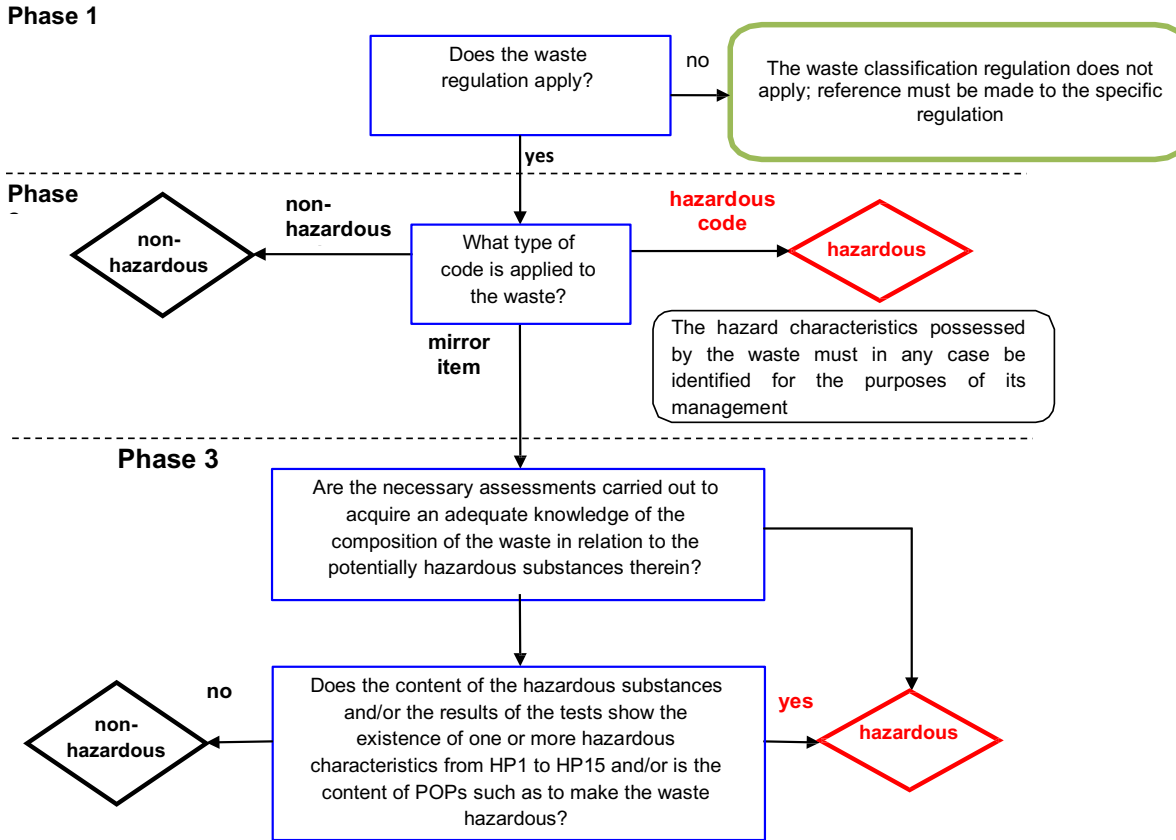 Phase 1
Does the waste
regulation apply?
no
The waste classification regulation does not
apply; reference must be made to the specific
regulation
yes
Phase
non-
hazardous
hazardous
code
non-
hazardous
What type of
code is applied to
the waste?
hazardous
mirror
item
The hazard characteristics possessed
by the waste must in any case be
identified for the purposes of its
management
Phase 3
Are the necessary assessments carried out to
acquire an adequate knowledge of the
composition of the waste in relation to the
potentially hazardous substances therein?
no
non-
hazardous
Does the content of the hazardous substances
and/or the results of the tests show the
existence of one or more hazardous
characteristics from HP1 to HP15 and/or is the
content of POPs such as to make the waste
hazardous?
yes
hazardous